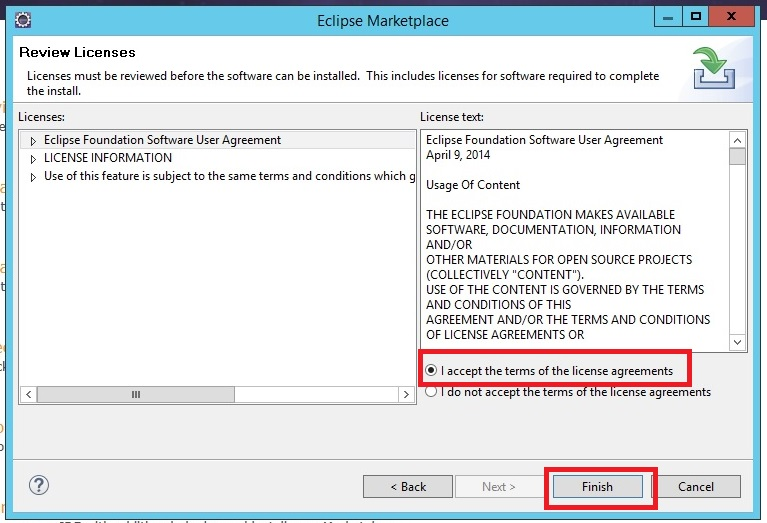 Eclipse Marketplace
Review Licenses
Licenses must be reviewed before the software can be installed. This includes licenses for software required to complete
the install.
Licenses:
Eclipse Foundation Software User Agreement
LICENSE INFORMATION
Use of this feature is subject to the same terms and conditions which g
License text:
Eclipse Foundation Software User Agreement
April 9, 2014
Usage Of Content
THE ECLIPSE FOUNDATION MAKES AVAILABLE
SOFTWARE, DOCUMENTATION, INFORMATION
AND/OR
OTHER MATERIALS FOR OPEN SOURCE PROJECTS
(COLLECTIVELY "CONTENT").
USE OF THE CONTENT IS GOVERNED BY THE TERMS
AND CONDITIONS OF THIS
AGREEMENT AND/OR THE TERMS AND CONDITIONS
OF LICENSE AGREEMENTS OR
I accept the terms of the license agreements
I do not accept the terms of the license agreements
?
< Back
Next >
Finish
Cancel